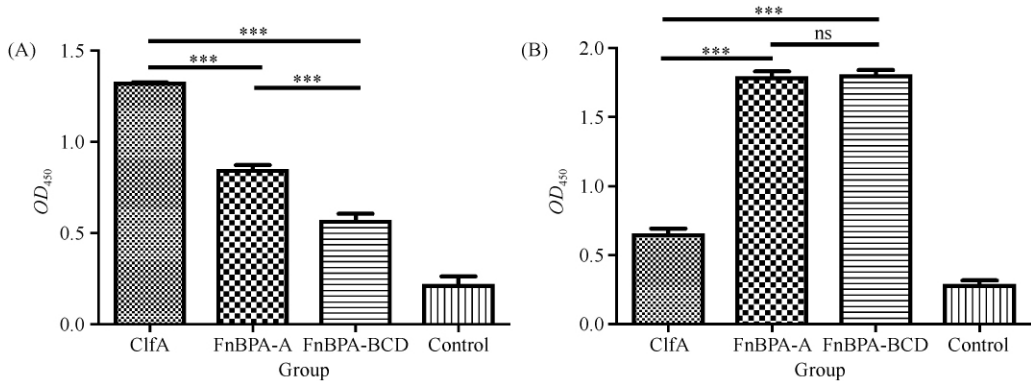 (A)
OD450
1.5
1.0
0.5
0.0
***
***
***
ClfA FnBPA-A FnBPA-BCD Control
Group
(B)
OD450
2.0
1.5
1.0
0.5
0.0
***
ns
***
ClfA FnBPA-A FnBPA-BCD Control
Group